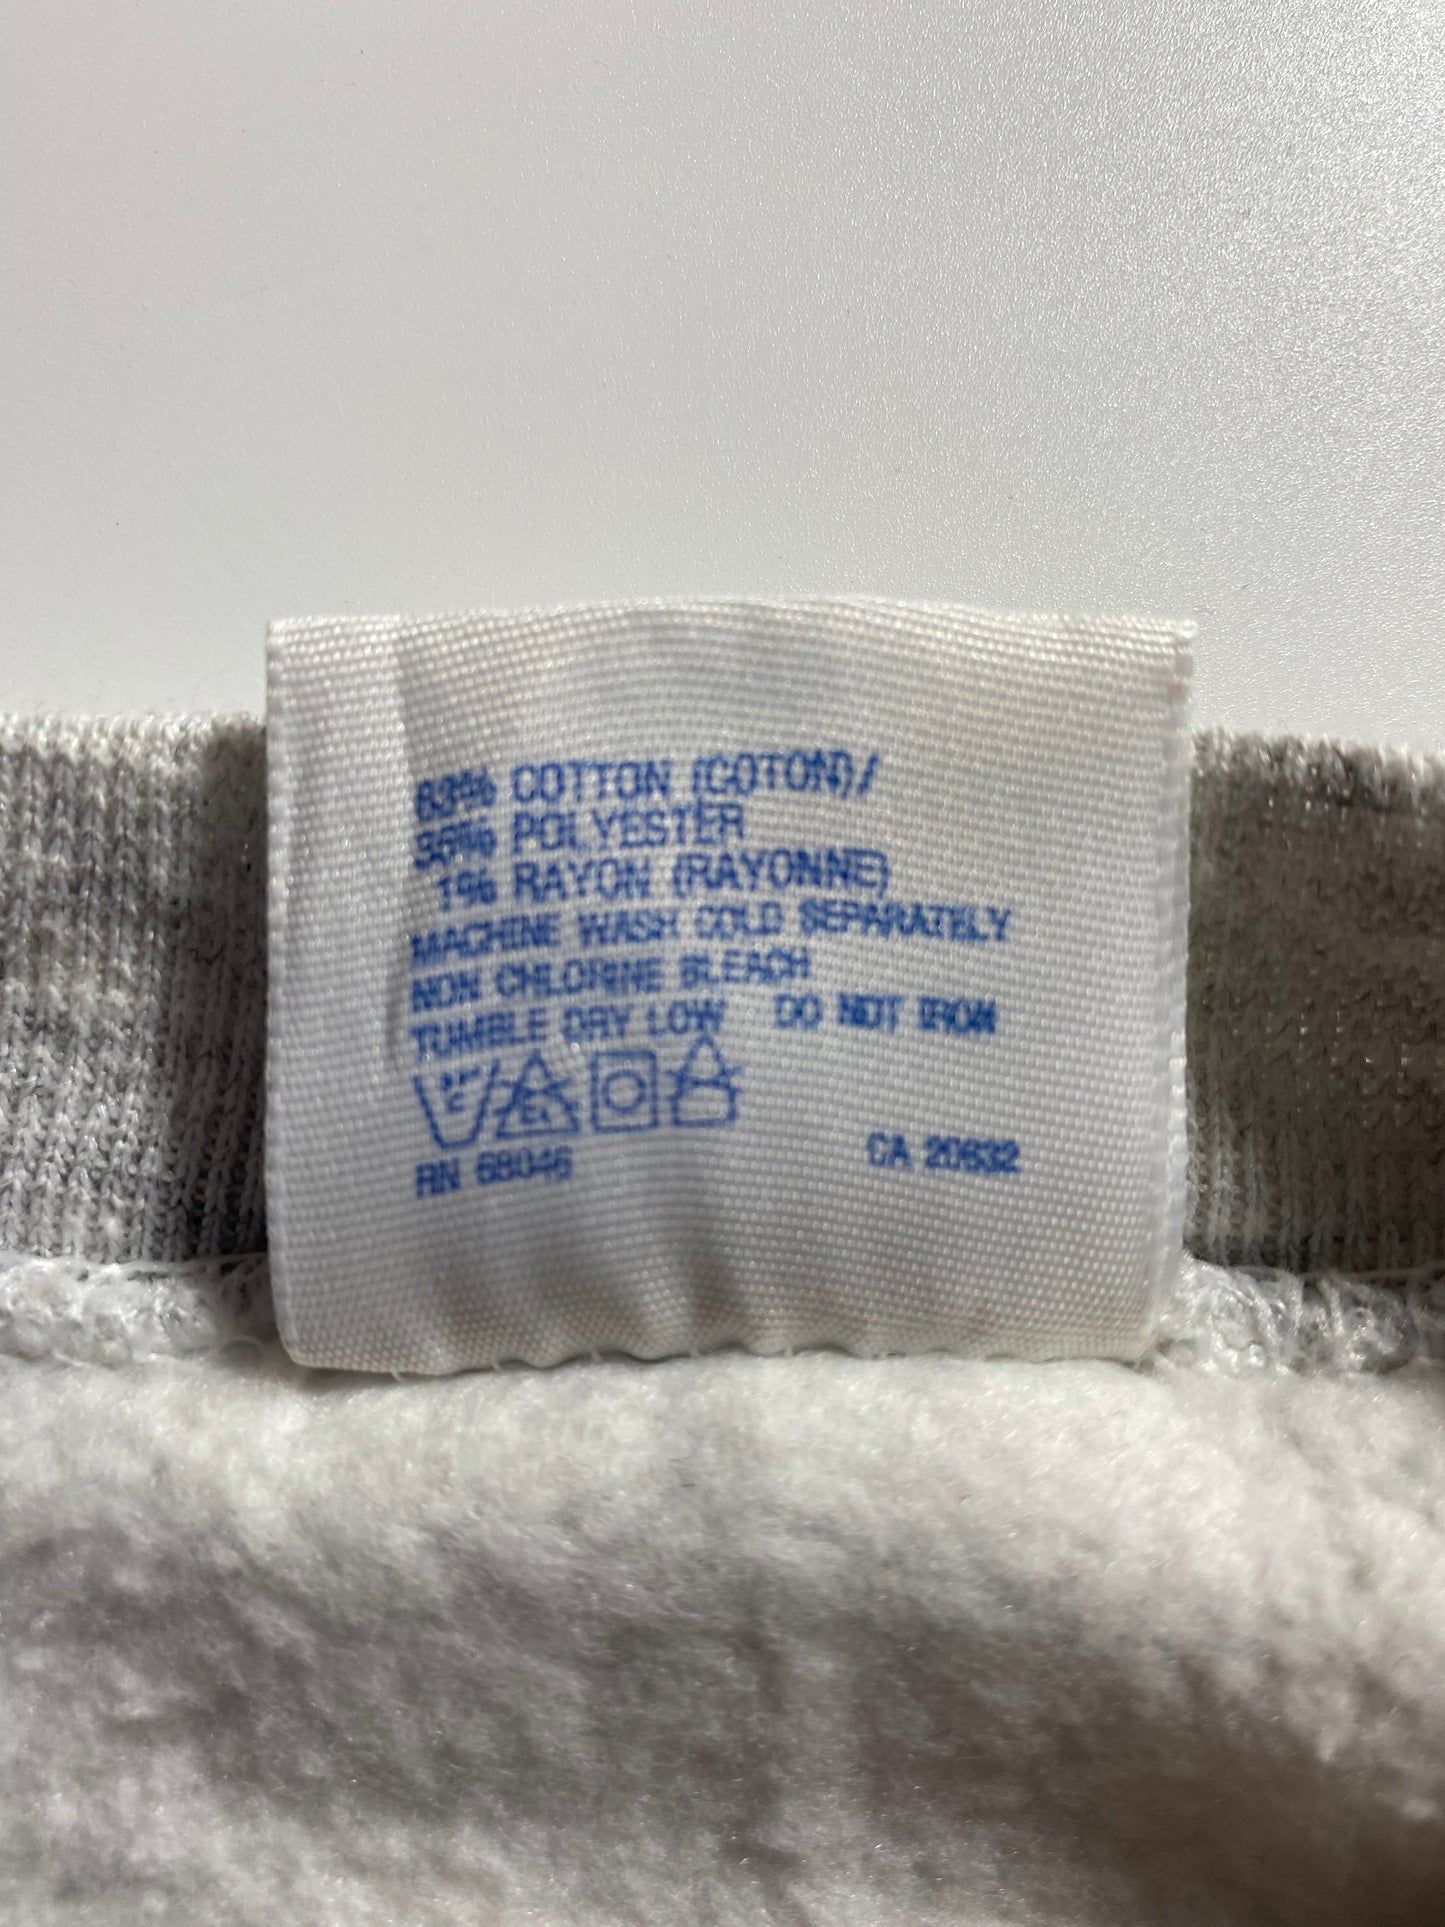 63% COTTON (COTON)/
36% POLYESTER
1% RAYON (RAYONNE)
MACHINE WASH COLD SEPARATELY
NON CHLORINE BLEACH
TUMBLE DRY LOW DO NOT IRON
C CL
RN 68046 CA 20632